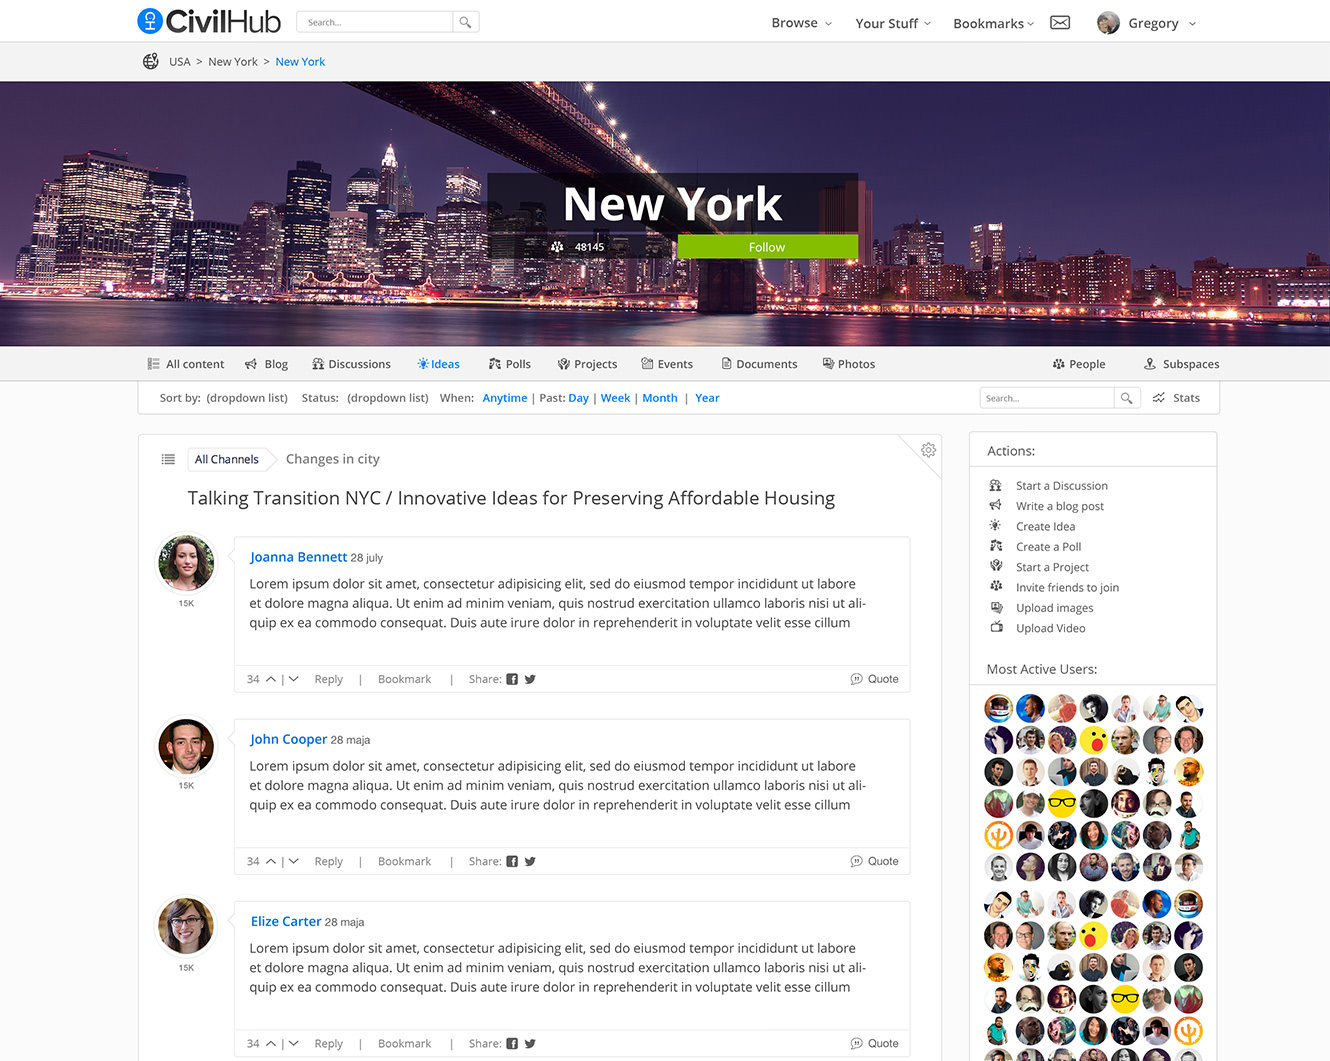 CivilHub
Search...
Browse
Your Stuff
Bookmarks
Gregory
USA > New York > New York
New York
48145
Follow
All content
Blog
Discussions
Ideas
Polls
Projects
Events
Documents
Photos
People
Subspaces
Sort by: (dropdown list) Status: (dropdown list) When: Anytime | Past: Day | Week | Month | Year
Search...
Stats
All Channels
Changes in city
Talking Transition NYC / Innovative Ideas for Preserving Affordable Housing
Joanna Bennett 28 july
Lorem ipsum dolor sit amet, consectetur adipisicing elit, sed do eiusmod tempor incididunt ut labore
et dolore magna aliqua. Ut enim ad minim veniam, quis nostrud exercitation ullamco laboris nisi ut ali-
quip ex ea commodo consequat. Duis aute irure dolor in reprehenderit in voluptate velit esse cillum
15K
34 | Reply | Bookmark | Share:
Quote
John Cooper 28 maja
Lorem ipsum dolor sit amet, consectetur adipisicing elit, sed do eiusmod tempor incididunt ut labore
et dolore magna aliqua. Ut enim ad minim veniam, quis nostrud exercitation ullamco laboris nisi ut ali-
quip ex ea commodo consequat. Duis aute irure dolor in reprehenderit in voluptate velit esse cillum
15K
34 | Reply | Bookmark | Share:
Quote
Elize Carter 28 maja
Lorem ipsum dolor sit amet, consectetur adipisicing elit, sed do eiusmod tempor incididunt ut labore
et dolore magna aliqua. Ut enim ad minim veniam, quis nostrud exercitation ullamco laboris nisi ut ali-
quip ex ea commodo consequat. Duis aute irure dolor in reprehenderit in voluptate velit esse cillum
15K
34 | Reply | Bookmark | Share:
Quote
Actions:
Start a Discussion
Write a blog post
Create Idea
Create a Poll
Start a Project
Invite friends to join
Upload images
Upload Video
Most Active Users: